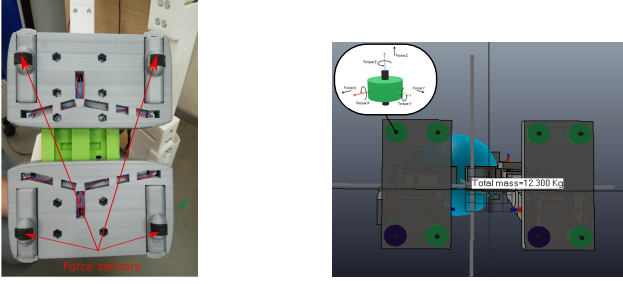 Force sensors
Force Z
Torque Z
Force X
Force Y
Torque X
Torque Y
Total mass=12.300 Kg